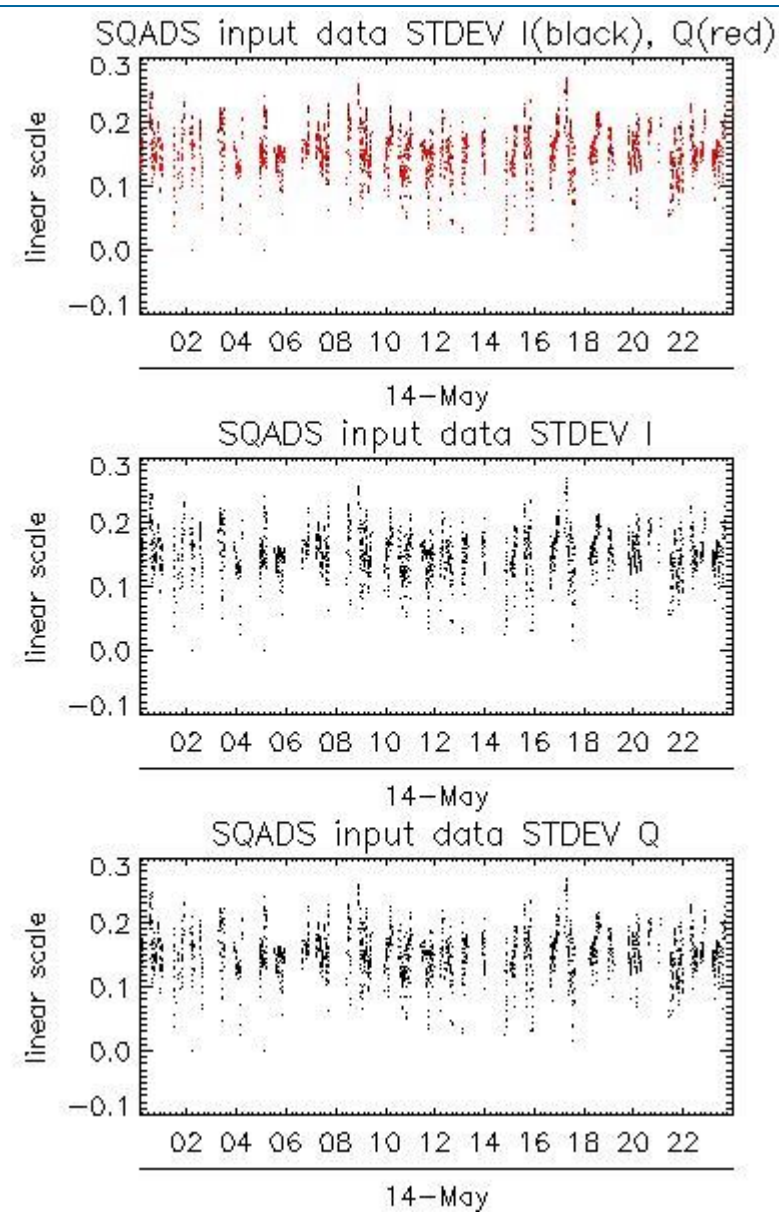 SQADS input data STDEV I(black), Q(red)
0.3
0.2
0.1
0.0
−0.1
linear scale
02 04 06 08 10 12 14 16 18 20 22
14−May
SQADS input data STDEV I
0.3
0.2
0.1
0.0
−0.1
linear scale
02 04 06 08 10 12 14 16 18 20 22
14−May
SQADS input data STDEV Q
0.3
0.2
0.1
0.0
−0.1
linear scale
02 04 06 08 10 12 14 16 18 20 22
14−May